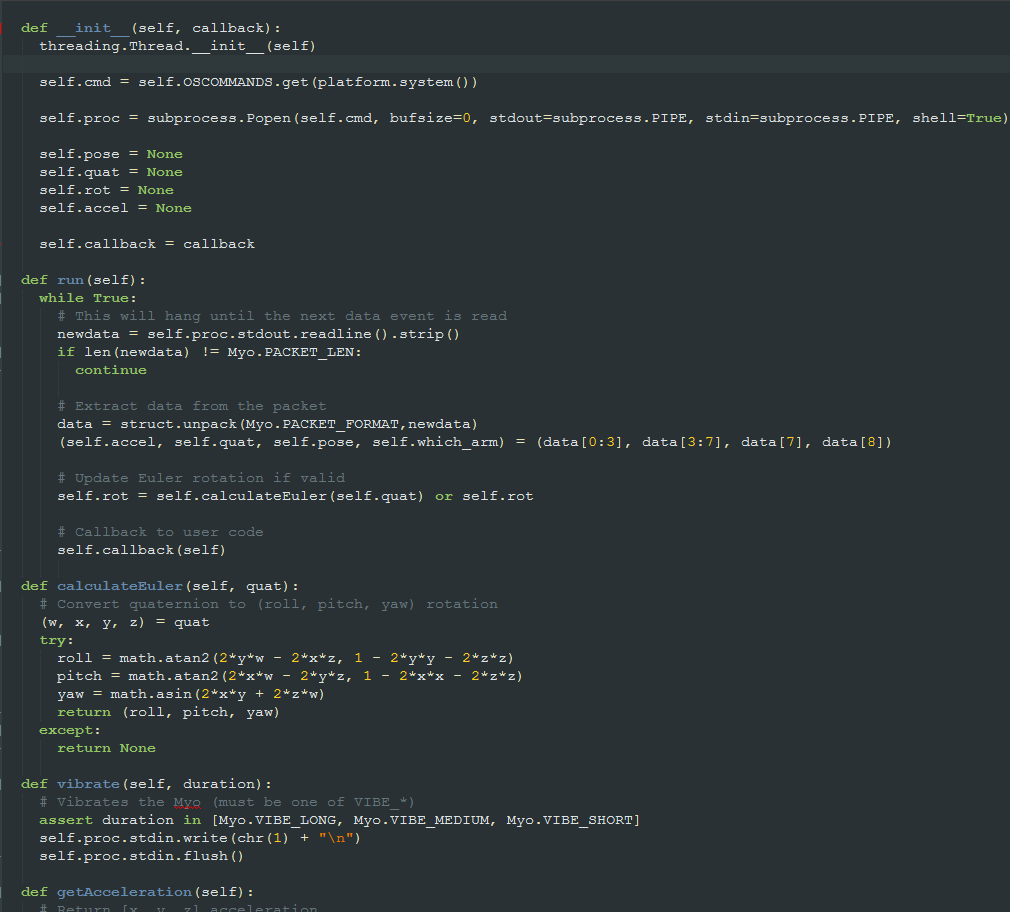 def __init__(self, callback):
threading.Thread.__init__(self)
self.cmd = self.OSCOMMANDS.get(platform.system())
self.proc = subprocess.Popen(self.cmd, bufsize=0, stdout=subprocess.PIPE, stdin=subprocess.PIPE, shell=True)
self.pose = None
self.quat = None
self.rot = None
self.accel = None
self.callback = callback
def run(self):
while True:
# This will hang until the next data event is read
newdata = self.proc.stdout.readline().strip()
if len(newdata) != Myo.PACKET_LEN:
continue
# Extract data from the packet
data = struct.unpack(Myo.PACKET_FORMAT,newdata)
(self.accel, self.quat, self.pose, self.which_arm) = (data[0:3], data[3:7], data[7], data[8])
# Update Euler rotation if valid
self.rot = self.calculateEuler(self.quat) or self.rot
# Callback to user code
self.callback(self)
def calculateEuler(self, quat):
# Convert quaternion to (roll, pitch, yaw) rotation
(w, x, y, z) = quat
try:
roll = math.atan2(2*y*w - 2*x*z, 1 - 2*y*y - 2*z*z)
pitch = math.atan2(2*x*w - 2*y*z, 1 - 2*x*x - 2*z*z)
yaw = math.asin(2*x*y + 2*z*w)
return (roll, pitch, yaw)
except:
return None
def vibrate(self, duration):
# Vibrates the Myo (must be one of VIBE_*)
assert duration in [Myo.VIBE_LONG, Myo.VIBE_MEDIUM, Myo.VIBE_SHORT]
self.proc.stdin.write(chr(1) + "\n")
self.proc.stdin.flush()
def getAcceleration(self):
# Return [x, y, z] acceleration